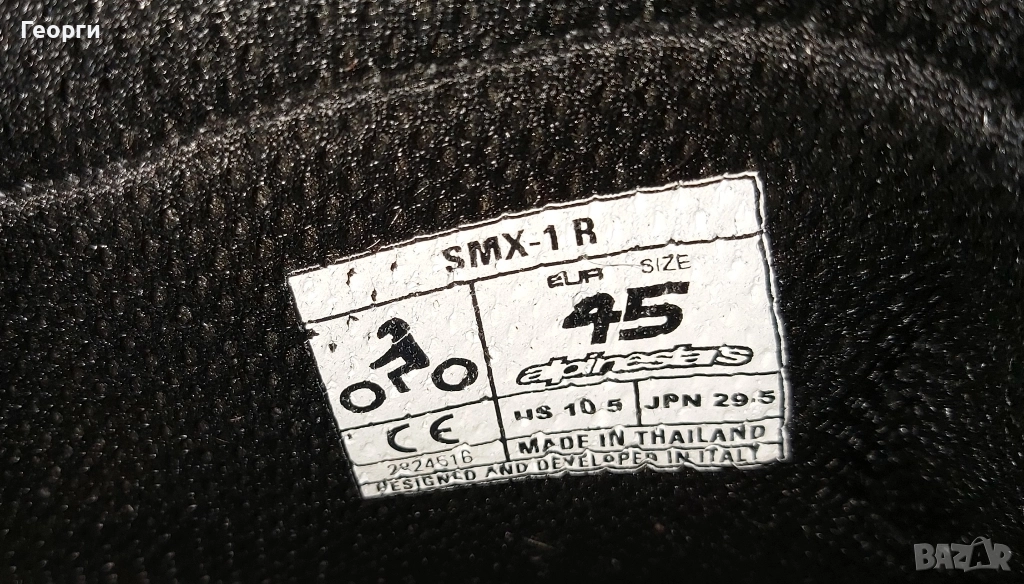 Георги
SMX-1 R
EUR SIZE
45
alpinestars
US 10.5 JPN 29.5
CE
MADE IN THAILAND
2824516
DESIGNED AND DEVELOPED IN ITALY
BAZAR